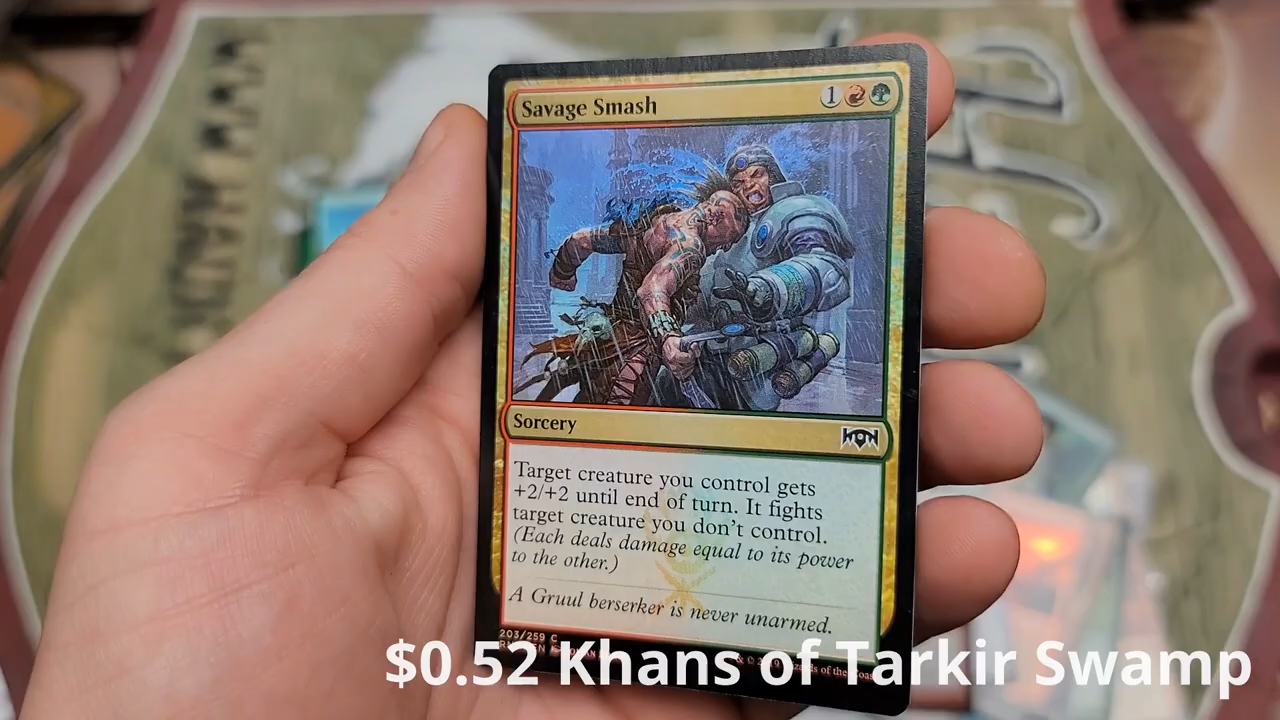 Savage Smash
1
Sorcery
Target creature you control gets
+2/+2 until end of turn. It fights
target creature you don't control.
(Each deals damage equal to its power
to the other.)
A Gruul berserker is never unarmed.
203/259 C
$0.52 Khans of Tarkir Swamp